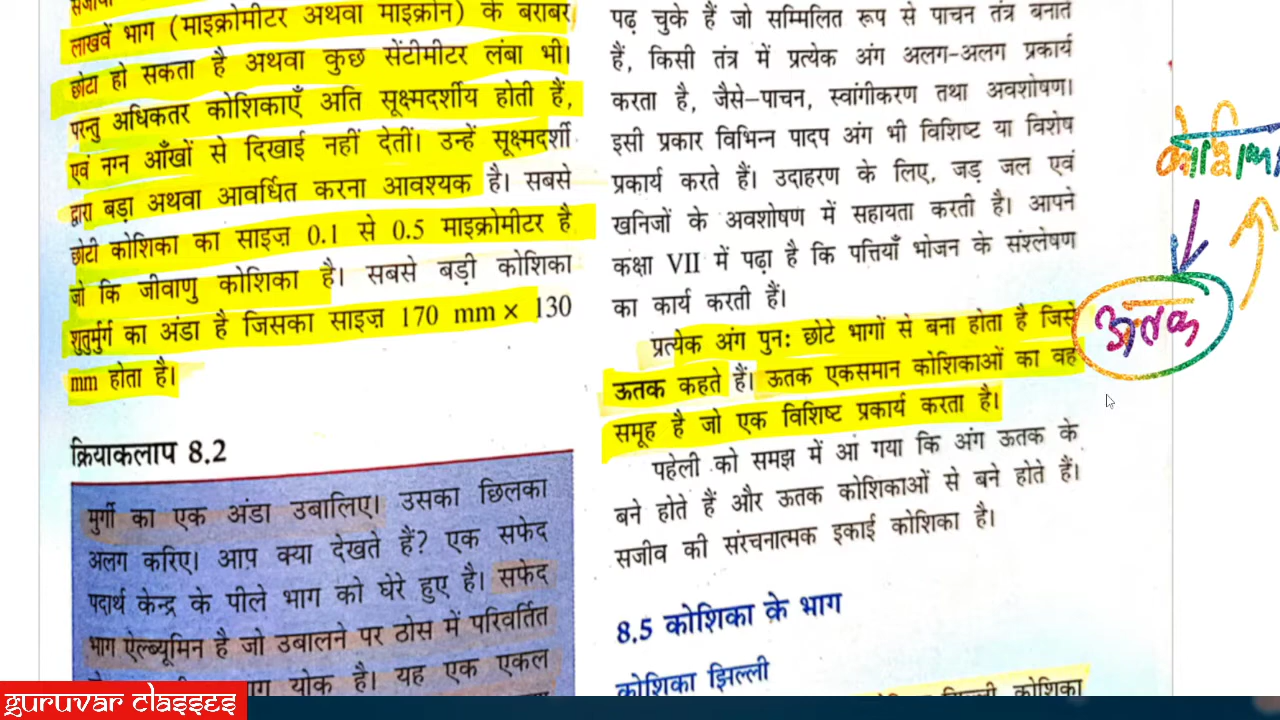 लाखवें भाग (माइक्रोमीटर अथवा माइक्रोन) के बराबर
छोटा हो सकता है अथवा कुछ सेंटीमीटर लंबा भी।
परन्तु अधिकतर कोशिकाएँ अति सूक्ष्मदर्शीय होती हैं,
एवं नग्न आँखों से दिखाई नहीं देतीं। उन्हें सूक्ष्मदर्शी
द्वारा बड़ा अथवा आवर्धित करना आवश्यक है। सबसे
छोटी कोशिका का साइज़ 0.1 से 0.5 माइक्रोमीटर है
जो कि जीवाणु कोशिका है। सबसे बड़ी कोशिका
शुतुर्मुर्ग का अंडा है जिसका साइज़ 170 mm × 130
mm होता है।
क्रियाकलाप 8.2
मुर्गी का एक अंडा उबालिए। उसका छिलका
अलग करिए। आप क्या देखते हैं? एक सफेद
पदार्थ केन्द्र के पीले भाग को घेरे हुए है। सफेद
भाग ऐल्ब्यूमिन है जो उबालने पर ठोस में परिवर्तित
योक है। यह एक एकल
पढ़ चुके हैं जो सम्मिलित रूप से पाचन तंत्र बनाते
हैं, किसी तंत्र में प्रत्येक अंग अलग-अलग प्रकार्य
करता है, जैसे-पाचन, स्वांगीकरण तथा अवशोषण।
इसी प्रकार विभिन्न पादप अंग भी विशिष्ट या विशेष
प्रकार्य करते हैं। उदाहरण के लिए, जड़ जल एवं
खनिजों के अवशोषण में सहायता करती है। आपने
कक्षा VII में पढ़ा है कि पत्तियाँ भोजन के संश्लेषण
का कार्य करती हैं।
प्रत्येक अंग पुनः छोटे भागों से बना होता है जिसे
ऊतक कहते हैं। ऊतक एकसमान कोशिकाओं का वह
समूह है जो एक विशिष्ट प्रकार्य करता है।
पहेली को समझ में आ गया कि अंग ऊतक के
बने होते हैं और ऊतक कोशिकाओं से बने होते हैं।
सजीव की संरचनात्मक इकाई कोशिका है।
8.5 कोशिका के भाग
कोशिका झिल्ली
झिल्ली कोशिका
कोशिका
ऊतक
GURUVAR CLASSES